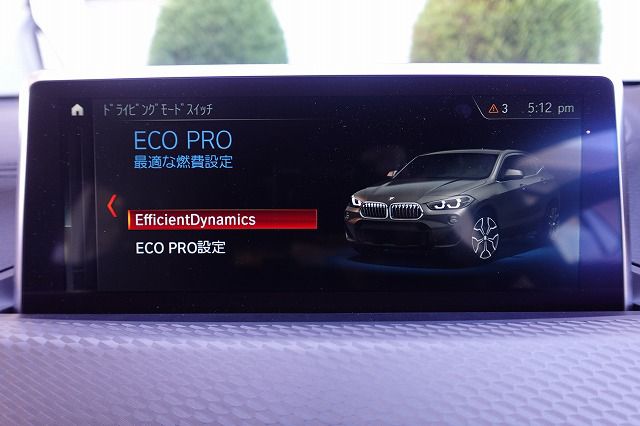 ﾄﾞﾗｲﾋﾞﾝｸﾞﾓｰﾄﾞｽｲｯﾁ
3
5:12 pm
ECO PRO
最適な燃費設定
EfficientDynamics
ECO PRO設定